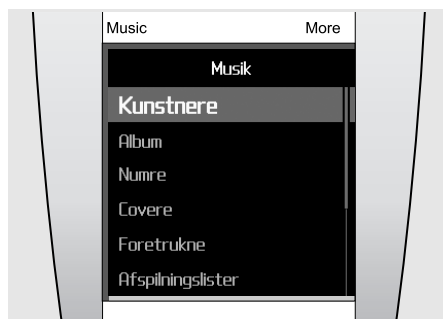 Music More
Musik
Kunstnere
Album
Numre
Covere
Foretrukne
Afspilningslister